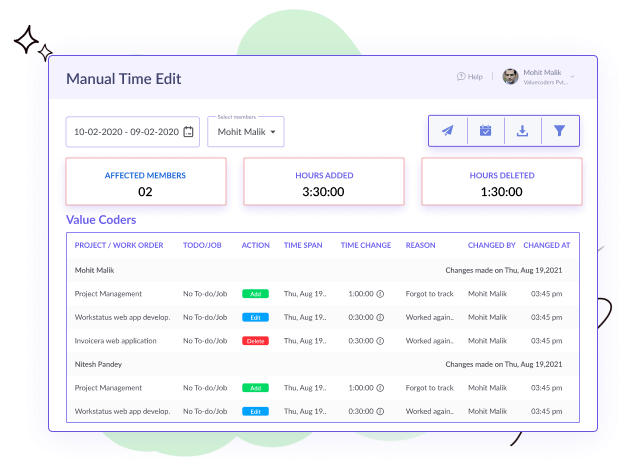 Manual Time Edit
Help
Mohit Malik
Valuecoders Pvt...
10-02-2020 - 09-02-2020
Select members
Mohit Malik
AFFECTED MEMBERS
02
HOURS ADDED
3:30:00
HOURS DELETED
1:30:00
Value Coders
PROJECT / WORK ORDER TODO/JOB ACTION TIME SPAN TIME CHANGE REASON CHANGED BY CHANGED AT
Mohit Malik Changes made on Thu, Aug 19,2021
Project Management No To-do/Job Add Thu, Aug 19.. 1:00:00 Forgot to track Mohit Malik 03:45 pm
Workstatus web app develop. No To-do/Job Edit Thu, Aug 19.. 0:30:00 Worked again.. Mohit Malik 03:45 pm
Invoicera web application No To-do/Job Delete Thu, Aug 19.. 0:30:00 Worked again.. Mohit Malik 03:45 pm
Nitesh Pandey Changes made on Thu, Aug 19,2021
Project Management No To-do/Job Add Thu, Aug 19.. 1:00:00 Forgot to track Mohit Malik 03:45 pm
Workstatus web app develop. No To-do/Job Edit Thu, Aug 19.. 0:30:00 Worked again.. Mohit Malik 03:45 pm